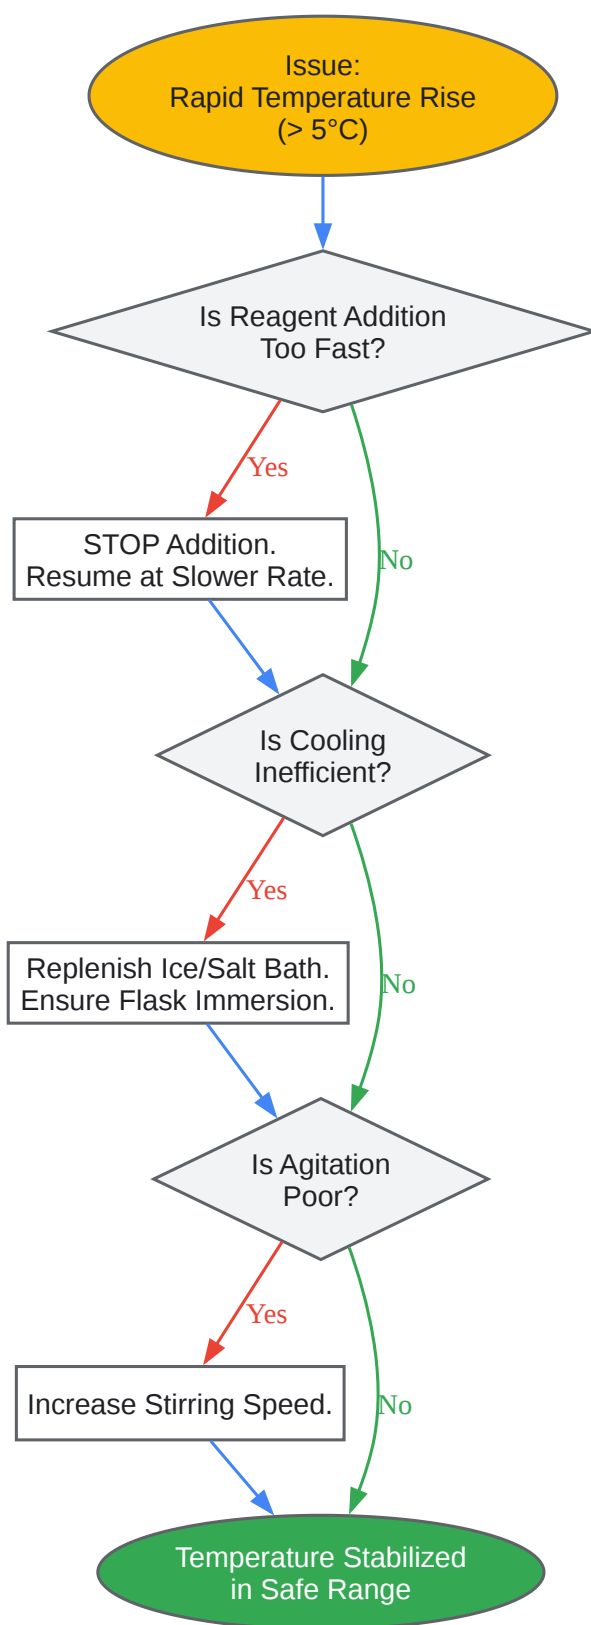 Issue:
Rapid Temperature Rise
(> 5°C)
Is Reagent Addition
Too Fast?
Yes
STOP Addition.
Resume at Slower Rate.
No
Is Cooling
Inefficient?
Yes
Replenish Ice/Salt Bath.
Ensure Flask Immersion.
No
Is Agitation
Poor?
Yes
Increase Stirring Speed.
No
Temperature Stabilized
in Safe Range